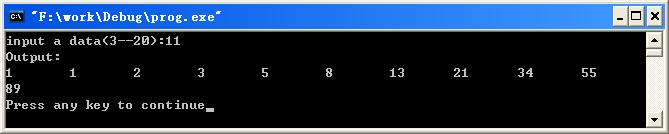 "F:\work\Debug\prog.exe"
input a data(3--20):11
Output:
1 1 2 3 5 8 13 21 34 55
89
Press any key to continue_